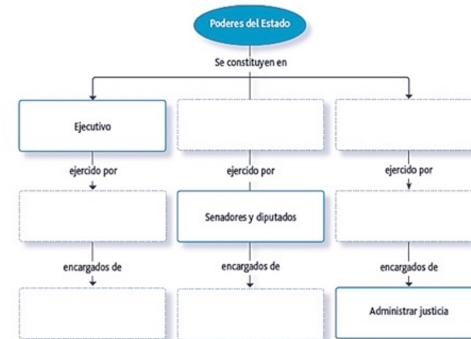 Poderes del Estado
Se constituyen en
Ejecutivo
ejercido por
ejercido por
ejercido por
Senadores y diputados
encargados de
encargados de
encargados de
Administrar justicia